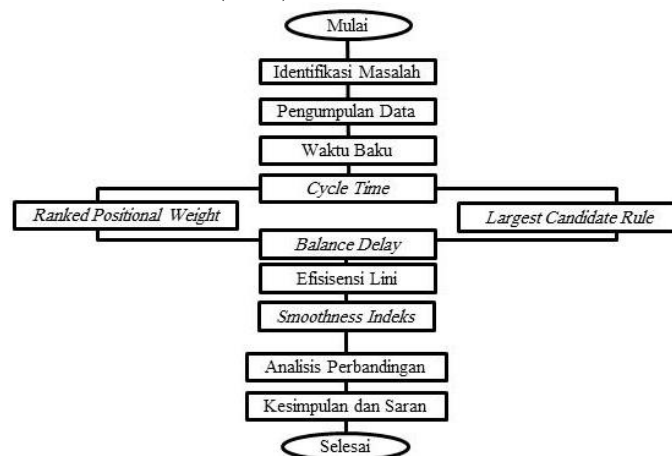 Mulai
Identifikasi Masalah
Pengumpulan Data
Waktu Baku
Cycle Time
Ranked Positional Weight
Largest Candidate Rule
Balance Delay
Efisisensi Lini
Smoothness Indeks
Analisis Perbandingan
Kesimpulan dan Saran
Selesai